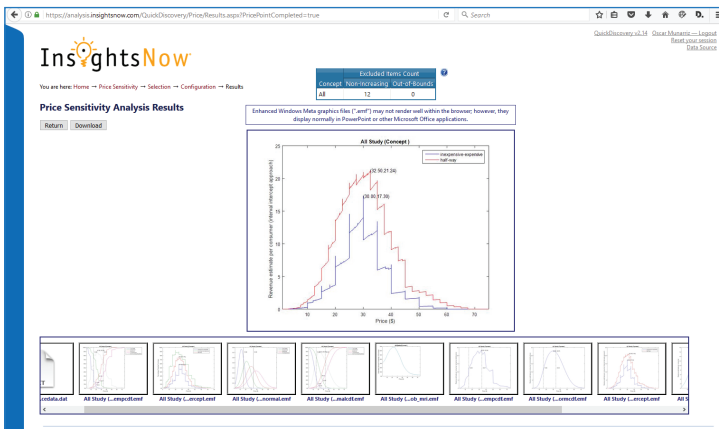 https://analysis.insightsnow.com/QuickDiscovery/Price/Results.aspx?PricePointCompleted=true
Search
QuickDiscovery v2.14 Oscar Munariz — Logout
Reset your session
Data Source
InsightsNow
You are here: Home → Price Sensitivity → Selection → Configuration → Results
Excluded Items Count
Concept Non-Increasing Out-of-Bounds
All 12 0
Price Sensitivity Analysis Results
Return Download
Enhanced Windows Meta graphics files (".emf") may not render well within the browser; however, they
display normally in PowerPoint or other Microsoft Office applications.
All Study (Concept )
inexpensive-expensive
half-way
(32.50,21.24)
(30.00,17.39)
Revenue estimate per consumer (interval intercept approach)
25
20
15
10
5
0
10 20 30 40 50 60 70
Price ($)
.cedata.dat All Study (...empcdf.emf All Study (...ercept.emf All Study (...normal.emf All Study (...malcdf.emf All Study (...ob_mri.emf All Study (...empcdf.emf All Study (...ormcdf.emf All Study (...ercept.emf All S